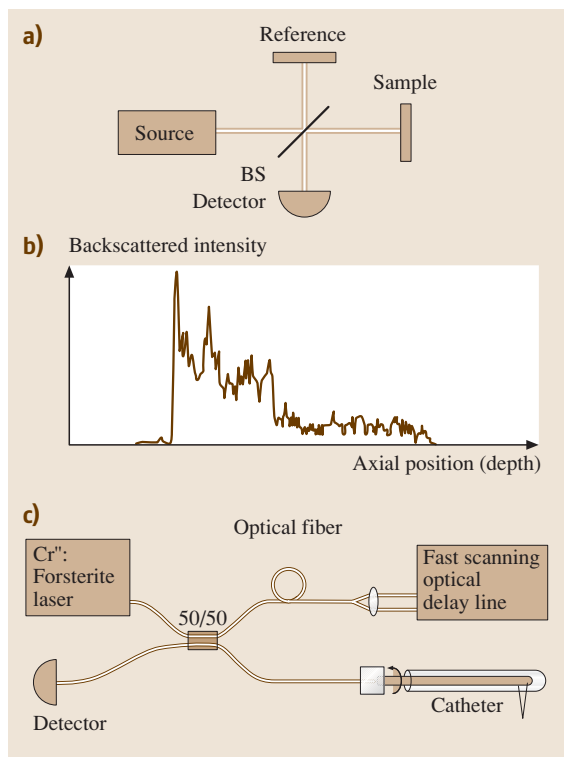 a)
Reference
Sample
Source
BS
Detector
b) Backscattered intensity
Axial position (depth)
c)
Optical fiber
Cr":
Forsterite
laser
50/50
Fast scanning
optical
delay line
Detector
Catheter